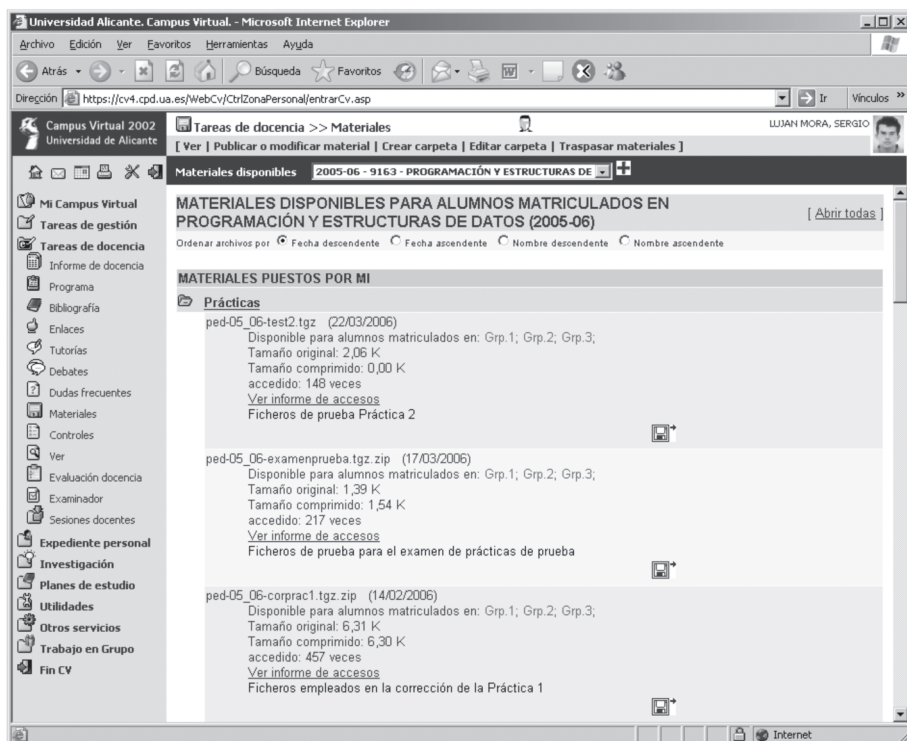 Universidad Alicante. Campus Virtual. - Microsoft Internet Explorer
Archivo Edición Ver Favoritos Herramientas Ayuda
Atrás Búsqueda Favoritos
Dirección https://cv4.cpd.ua.es/WebCv/CtrlZonaPersonal/entrarCv.asp Ir Vínculos »
Campus Virtual 2002
Universidad de Alicante
Tareas de docencia >> Materiales
LUJAN MORA, SERGIO
[ Ver | Publicar o modificar material | Crear carpeta | Editar carpeta | Traspasar materiales ]
Materiales disponibles 2005-06 - 9163 - PROGRAMACIÓN Y ESTRUCTURAS DE
Mi Campus Virtual
Tareas de gestión
Tareas de docencia
Informe de docencia
Programa
Bibliografía
Enlaces
Tutorías
Debates
Dudas frecuentes
Materiales
Controles
Ver
Evaluación docencia
Examinador
Sesiones docentes
Expediente personal
Investigación
Planes de estudio
Utilidades
Otros servicios
Trabajo en Grupo
Fin CV
MATERIALES DISPONIBLES PARA ALUMNOS MATRICULADOS EN
PROGRAMACIÓN Y ESTRUCTURAS DE DATOS (2005-06)
[ Abrir todas ]
Ordenar archivos por Fecha descendente Fecha ascendente Nombre descendente Nombre ascendente
MATERIALES PUESTOS POR MI
Prácticas
ped-05_06-test2.tgz (22/03/2006)
Disponible para alumnos matriculados en: Grp.1; Grp.2; Grp.3;
Tamaño original: 2,06 K
Tamaño comprimido: 0,00 K
accedido: 148 veces
Ver informe de accesos
Ficheros de prueba Práctica 2
ped-05_06-examenprueba.tgz.zip (17/03/2006)
Disponible para alumnos matriculados en: Grp.1; Grp.2; Grp.3;
Tamaño original: 1,39 K
Tamaño comprimido: 1,54 K
accedido: 217 veces
Ver informe de accesos
Ficheros de prueba para el examen de prácticas de prueba
ped-05_06-corprac1.tgz.zip (14/02/2006)
Disponible para alumnos matriculados en: Grp.1; Grp.2; Grp.3;
Tamaño original: 6,31 K
Tamaño comprimido: 6,30 K
accedido: 457 veces
Ver informe de accesos
Ficheros empleados en la corrección de la Práctica 1
Internet